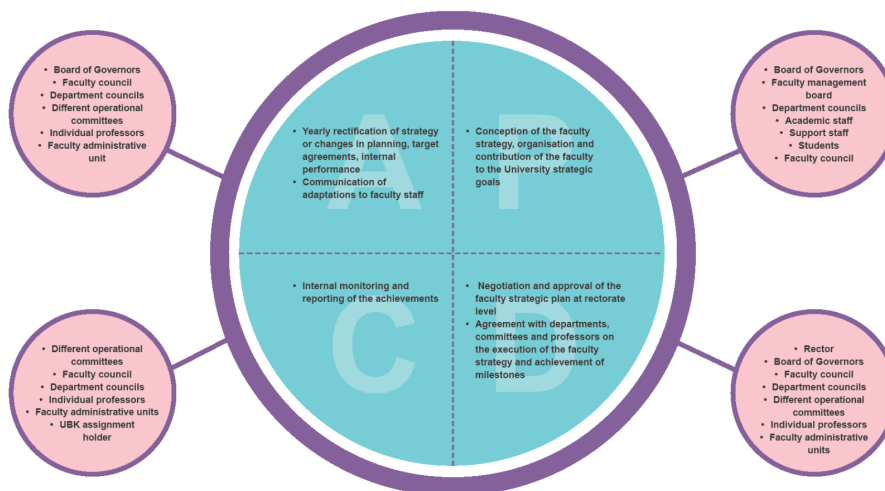 • Board of Governors
• Faculty council
• Department councils
• Different operational
committees
• Individual professors
• Faculty administrative
unit
A
• Yearly rectification of strategy
or changes in planning, target
agreements, internal
performance
• Communication of
adaptations to faculty staff
P
• Conception of the faculty
strategy, organisation and
contribution of the faculty
to the University strategic
goals
• Board of Governors
• Faculty management
board
• Department councils
• Academic staff
• Support staff
• Students
• Faculty council
• Different operational
committees
• Faculty council
• Department councils
• Individual professors
• Faculty administrative units
• UBK assignment
holder
C
• Internal monitoring and
reporting of the achievements
D
• Negotiation and approval of the
faculty strategic plan at rectorate
level
• Agreement with departments,
committees and professors on
the execution of the faculty
strategy and achievement of
milestones
• Rector
• Board of Governors
• Faculty council
• Department councils
• Different operational
committees
• Individual professors
• Faculty administrative
units